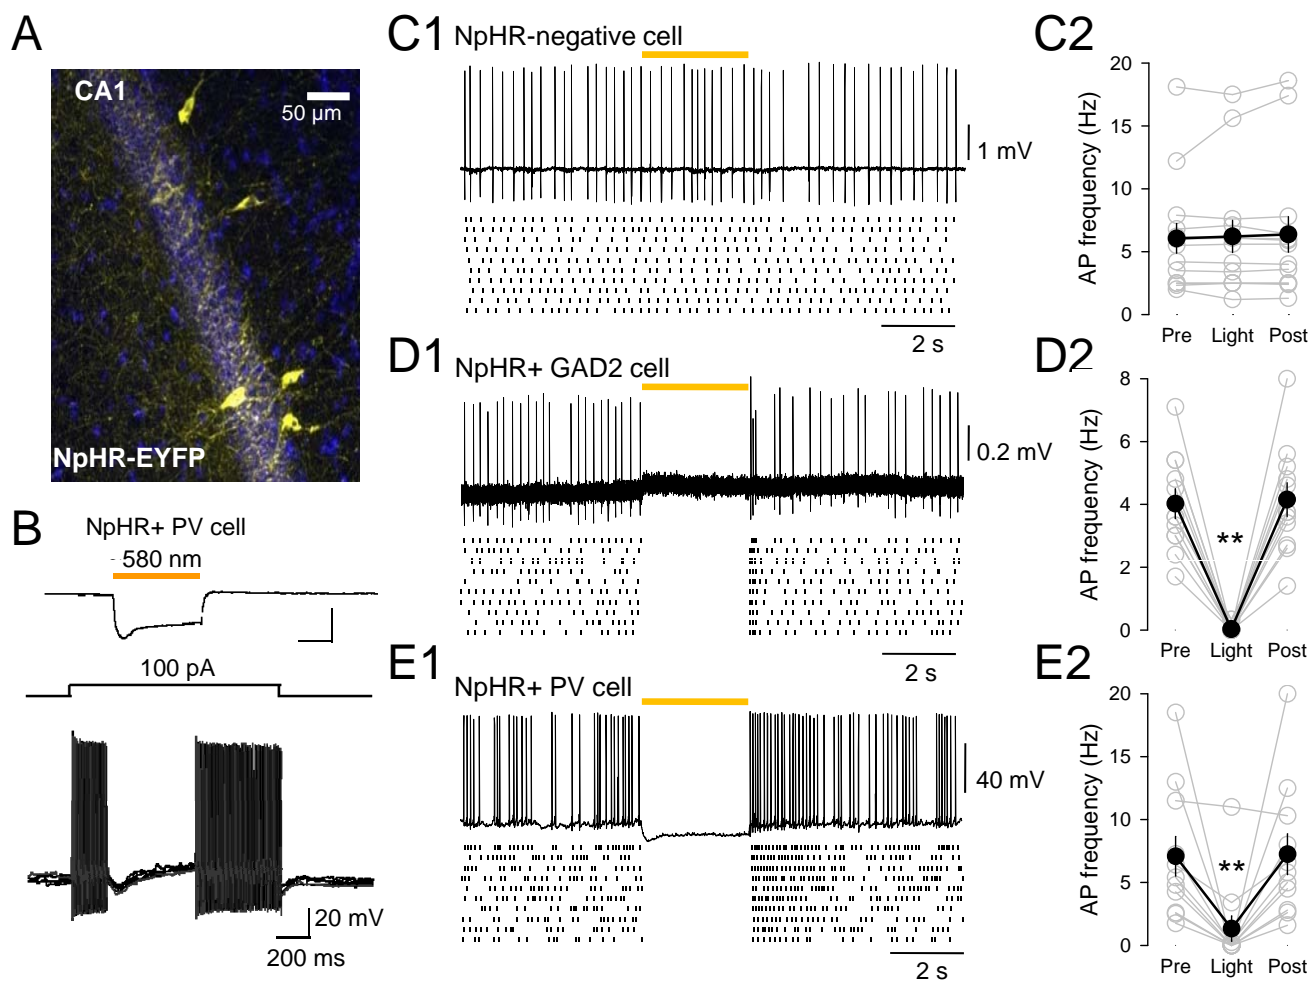 A
CA1
50 µm
NpHR-EYFP
B
NpHR+ PV cell
580 nm
100 pA
20 mV
200 ms
C1
NpHR-negative cell
1 mV
2 s
C2
AP frequency (Hz)
20
15
10
5
0
Pre
Light
Post
D1
NpHR+ GAD2 cell
0.2 mV
2 s
D2
AP frequency (Hz)
8
6
4
2
0
**
Pre
Light
Post
E1
NpHR+ PV cell
40 mV
2 s
E2
AP frequency (Hz)
20
15
10
5
0
**
Pre
Light
Post